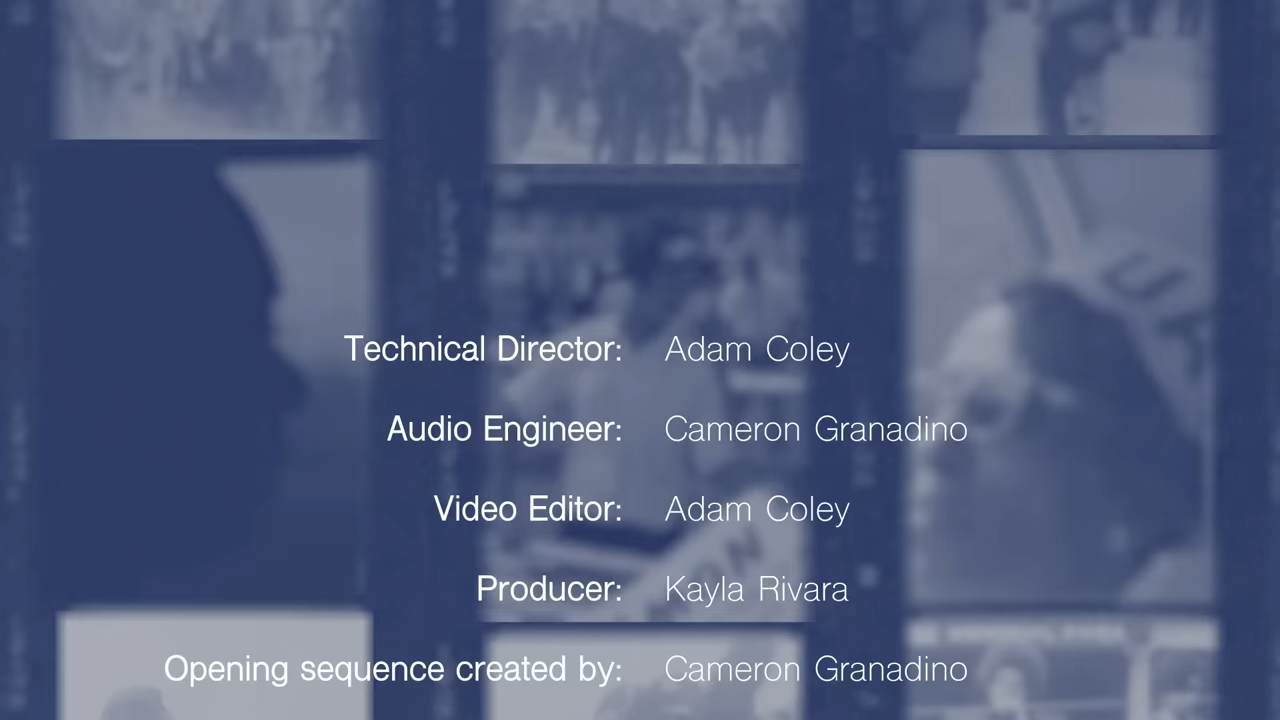 Technical Director: Adam Coley
Audio Engineer: Cameron Granadino
Video Editor: Adam Coley
Producer: Kayla Rivara
Opening sequence created by: Cameron Granadino